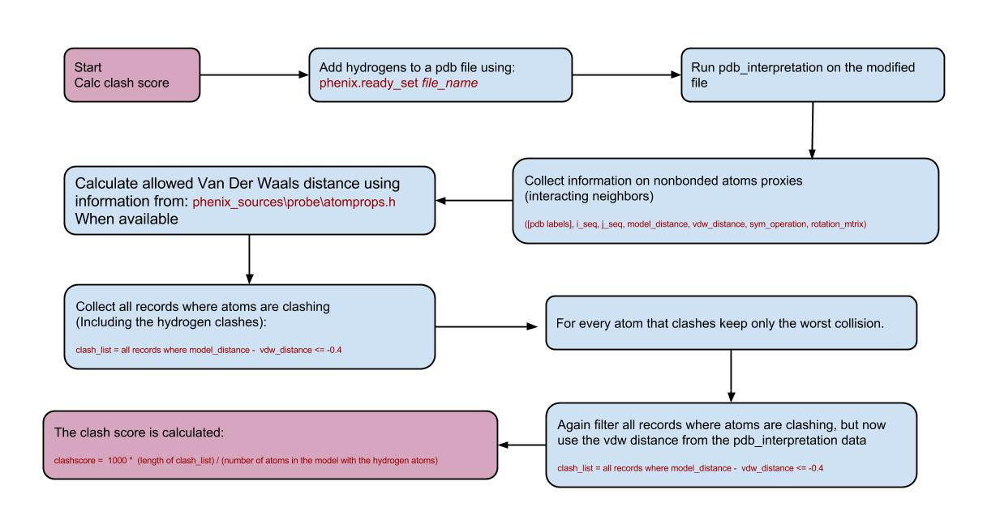 Start
Calc clash score
Add hydrogens to a pdb file using:
phenix.ready_set file_name
Run pdb_interpretation on the modified
file
Collect information on nonbonded atoms proxies
(interacting neighbors)
([pdb labels], i_seq, j_seq, model_distance, vdw_distance, sym_operation, rotation_mtrix)
Calculate allowed Van Der Waals distance using
information from: phenix_sources\probe\atomprops.h
When available
Collect all records where atoms are clashing
(Including the hydrogen clashes):
clash_list = all records where model_distance - vdw_distance <= -0.4
For every atom that clashes keep only the worst collision.
Again filter all records where atoms are clashing, but now
use the vdw distance from the pdb_interpretation data
clash_list = all records where model_distance - vdw_distance <= -0.4
The clash score is calculated:
clashscore = 1000 * (length of clash_list) / (number of atoms in the model with the hydrogen atoms)